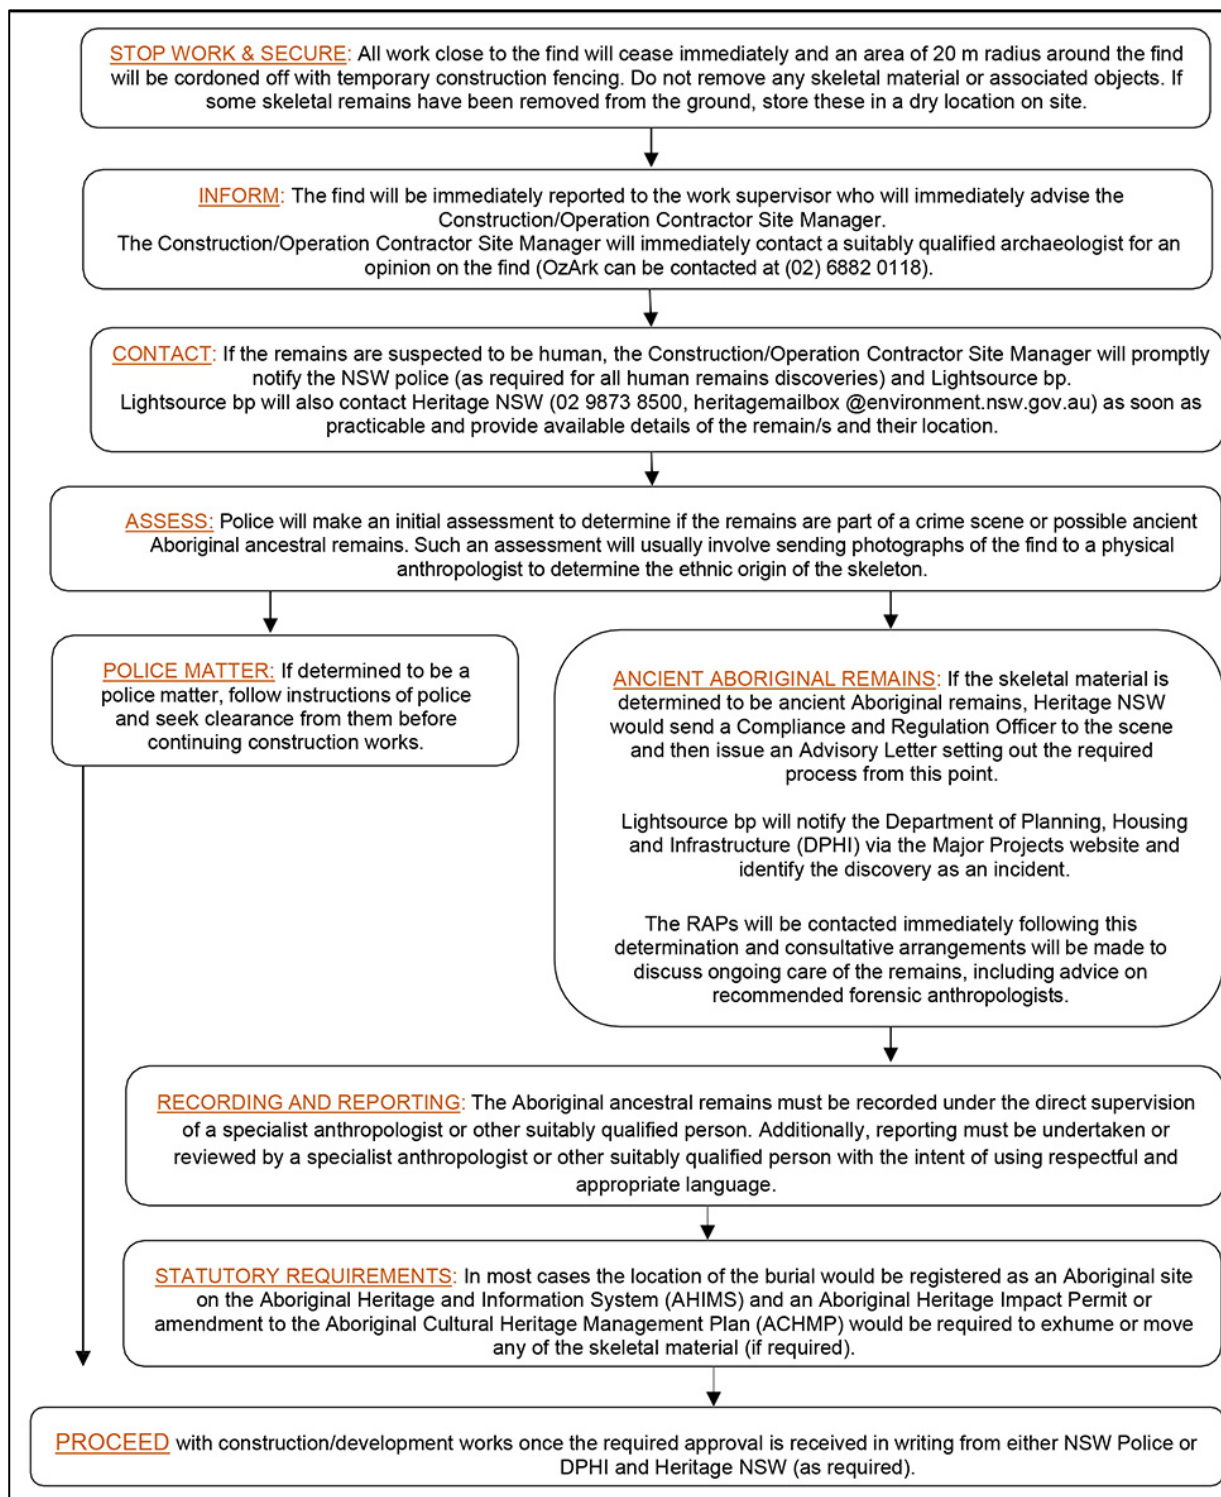 STOP WORK & SECURE: All work close to the find will cease immediately and an area of 20 m radius around the find
will be cordoned off with temporary construction fencing. Do not remove any skeletal material or associated objects. If
some skeletal remains have been removed from the ground, store these in a dry location on site.
INFORM: The find will be immediately reported to the work supervisor who will immediately advise the
Construction/Operation Contractor Site Manager.
The Construction/Operation Contractor Site Manager will immediately contact a suitably qualified archaeologist for an
opinion on the find (OzArk can be contacted at (02) 6882 0118).
CONTACT: If the remains are suspected to be human, the Construction/Operation Contractor Site Manager will promptly
notify the NSW police (as required for all human remains discoveries) and Lightsource bp.
Lightsource bp will also contact Heritage NSW (02 9873 8500, heritagemailbox @environment.nsw.gov.au) as soon as
practicable and provide available details of the remain/s and their location.
ASSESS: Police will make an initial assessment to determine if the remains are part of a crime scene or possible ancient
Aboriginal ancestral remains. Such an assessment will usually involve sending photographs of the find to a physical
anthropologist to determine the ethnic origin of the skeleton.
POLICE MATTER: If determined to be a
police matter, follow instructions of police
and seek clearance from them before
continuing construction works.
ANCIENT ABORIGINAL REMAINS: If the skeletal material is
determined to be ancient Aboriginal remains, Heritage NSW
would send a Compliance and Regulation Officer to the scene
and then issue an Advisory Letter setting out the required
process from this point.
Lightsource bp will notify the Department of Planning, Housing
and Infrastructure (DPHI) via the Major Projects website and
identify the discovery as an incident.
The RAPs will be contacted immediately following this
determination and consultative arrangements will be made to
discuss ongoing care of the remains, including advice on
recommended forensic anthropologists.
RECORDING AND REPORTING: The Aboriginal ancestral remains must be recorded under the direct supervision
of a specialist anthropologist or other suitably qualified person. Additionally, reporting must be undertaken or
reviewed by a specialist anthropologist or other suitably qualified person with the intent of using respectful and
appropriate language.
STATUTORY REQUIREMENTS: In most cases the location of the burial would be registered as an Aboriginal site
on the Aboriginal Heritage and Information System (AHIMS) and an Aboriginal Heritage Impact Permit or
amendment to the Aboriginal Cultural Heritage Management Plan (ACHMP) would be required to exhume or move
any of the skeletal material (if required).
PROCEED with construction/development works once the required approval is received in writing from either NSW Police or
DPHI and Heritage NSW (as required).